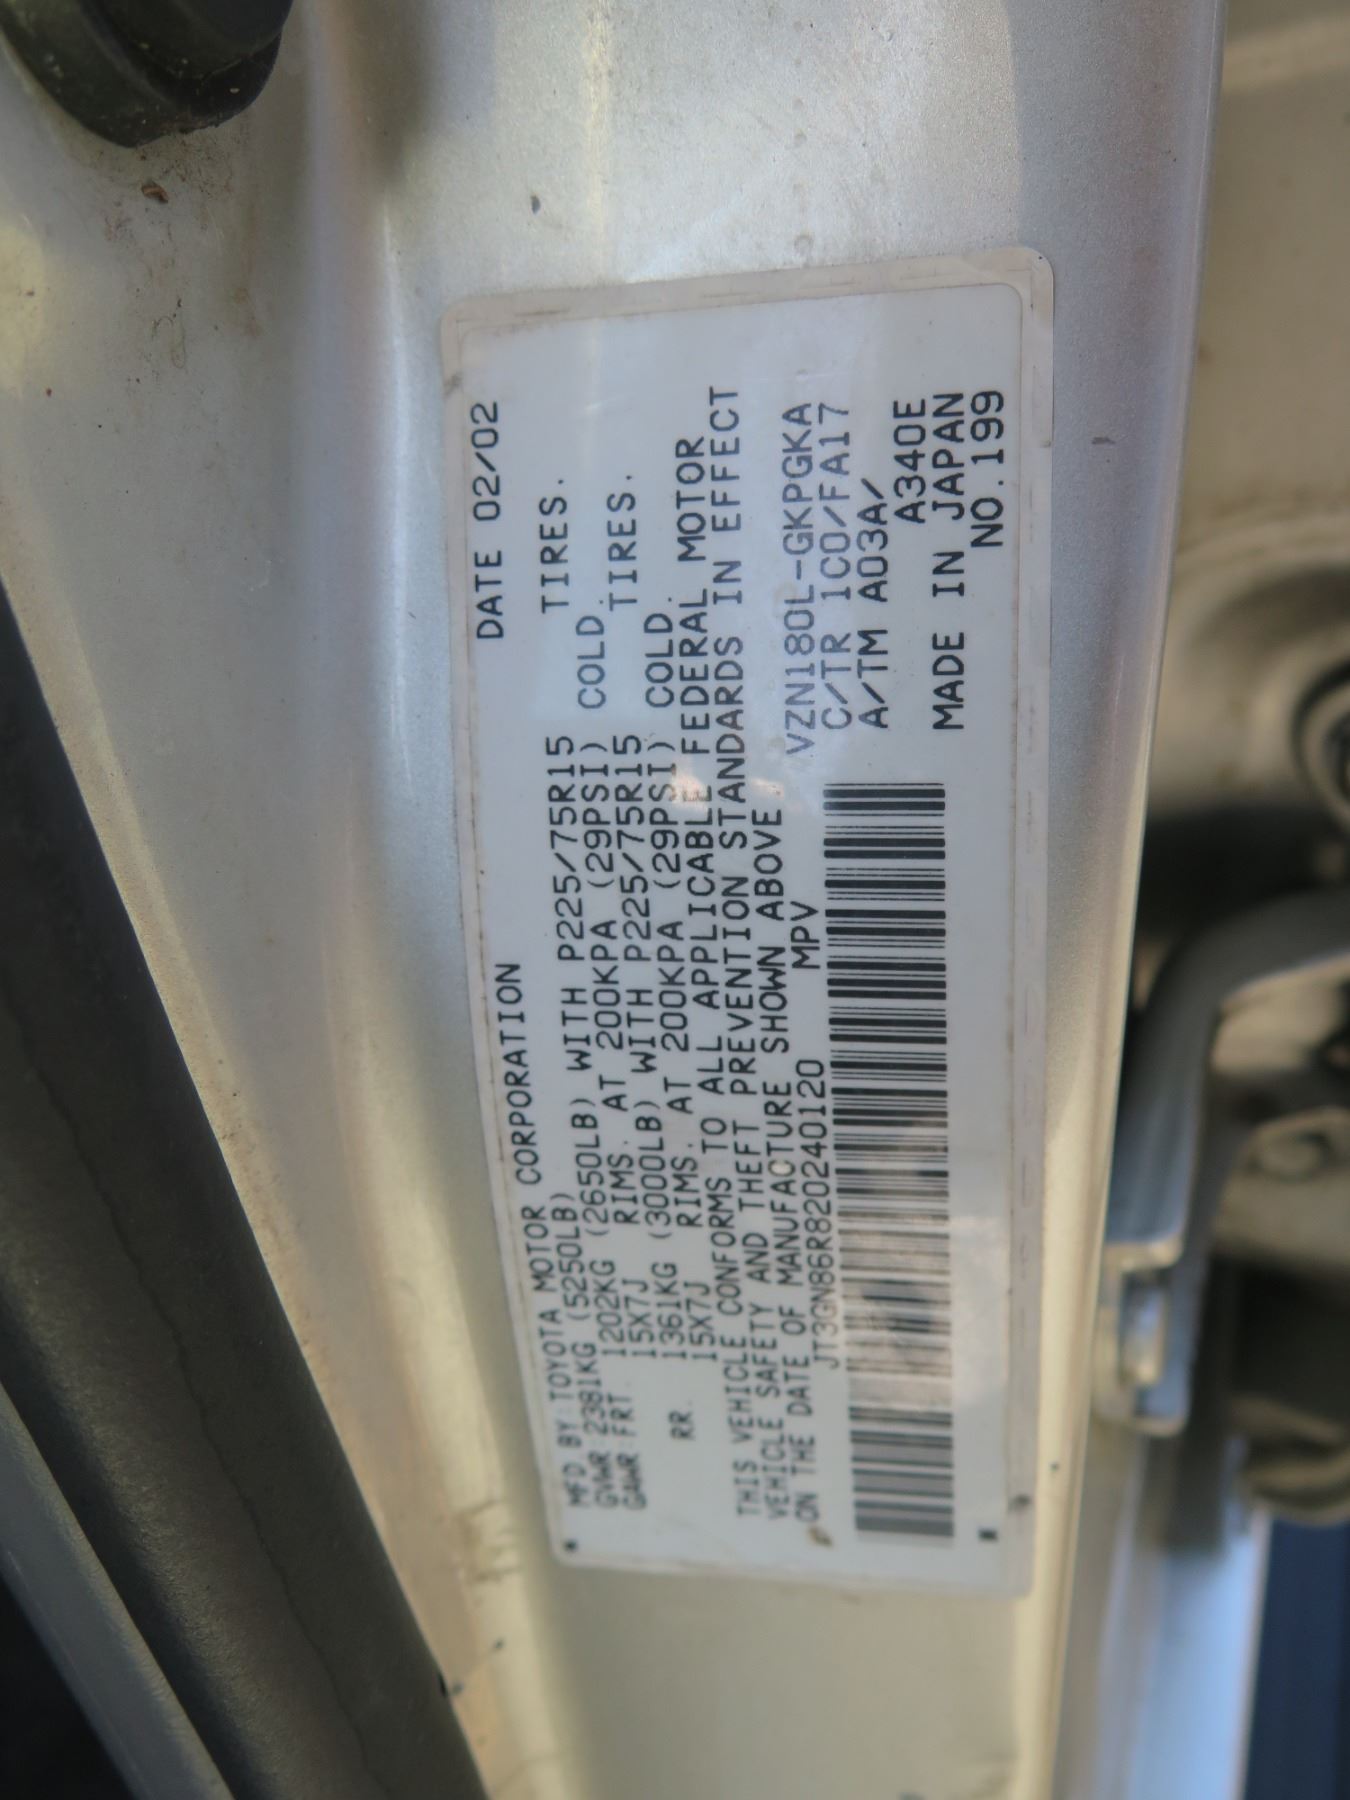 MFD BY:TOYOTA MOTOR CORPORATION DATE 02/02
GVWR:2381KG (5250LB)
GAWR:FRT. 1202KG (2650LB) WITH P225/75R15 TIRES.
15X7J RIMS. AT 200KPA (29PSI) COLD.
RR. 1361KG (3000LB) WITH P225/75R15 TIRES.
15X7J RIMS. AT 200KPA (29PSI) COLD.
THIS VEHICLE CONFORMS TO ALL APPLICABLE FEDERAL MOTOR
VEHICLE SAFETY AND THEFT PREVENTION STANDARDS IN EFFECT
ON THE DATE OF MANUFACTURE SHOWN ABOVE
JT3GN86R820240120 MPV
VZN180L-GKPGKA
C/TR 1C0/FA17
A/TM A03A/
A340E
MADE IN JAPAN
NO.199